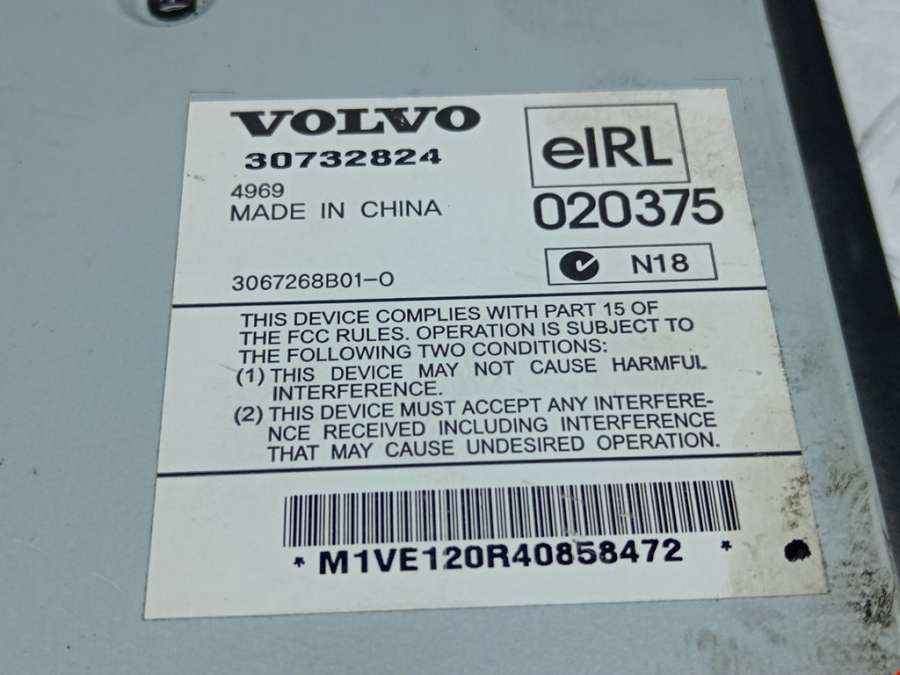 VOLVO
30732824
4969
MADE IN CHINA
3067268B01-O
eIRL
020375
N18
THIS DEVICE COMPLIES WITH PART 15 OF
THE FCC RULES. OPERATION IS SUBJECT TO
THE FOLLOWING TWO CONDITIONS:
(1) THIS DEVICE MAY NOT CAUSE HARMFUL
INTERFERENCE.
(2) THIS DEVICE MUST ACCEPT ANY INTERFERE-
NCE RECEIVED INCLUDING INTERFERENCE
THAT MAY CAUSE UNDESIRED OPERATION.
* M1VE120R40858472 *